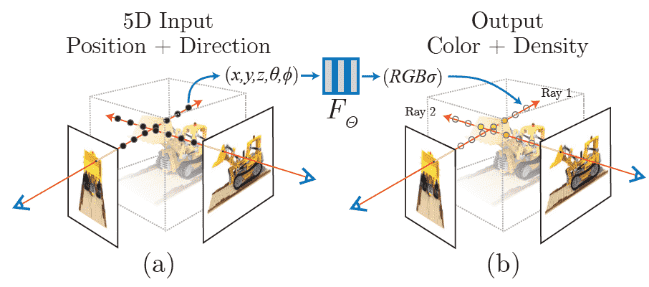 5D Input
Position + Direction
Output
Color + Density
(x,y,z,θ,ϕ)
F_Θ
(RGBσ)
Ray 1
Ray 2
(a)
(b)